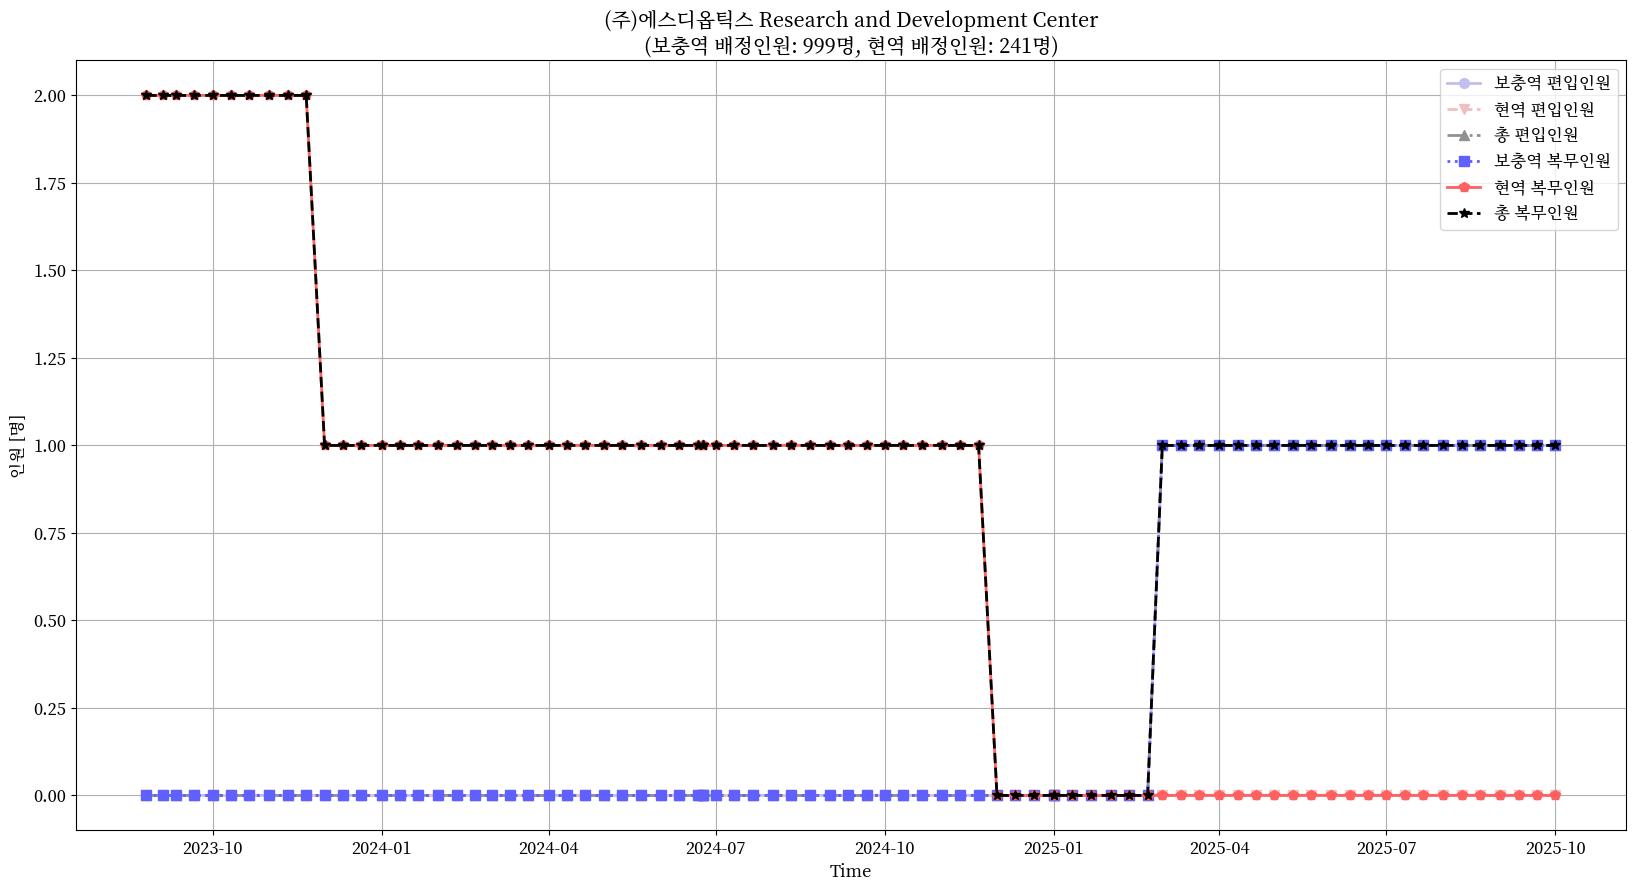 (주)에스디옵틱스 Research and Development Center
(보충역 배정인원: 999명, 현역 배정인원: 241명)
보충역 편입인원
현역 편입인원
총 편입인원
보충역 복무인원
현역 복무인원
총 복무인원
2.00
1.75
1.50
1.25
1.00
0.75
0.50
0.25
0.00
인원 [명]
2023-10
2024-01
2024-04
2024-07
2024-10
2025-01
2025-04
2025-07
2025-10
Time